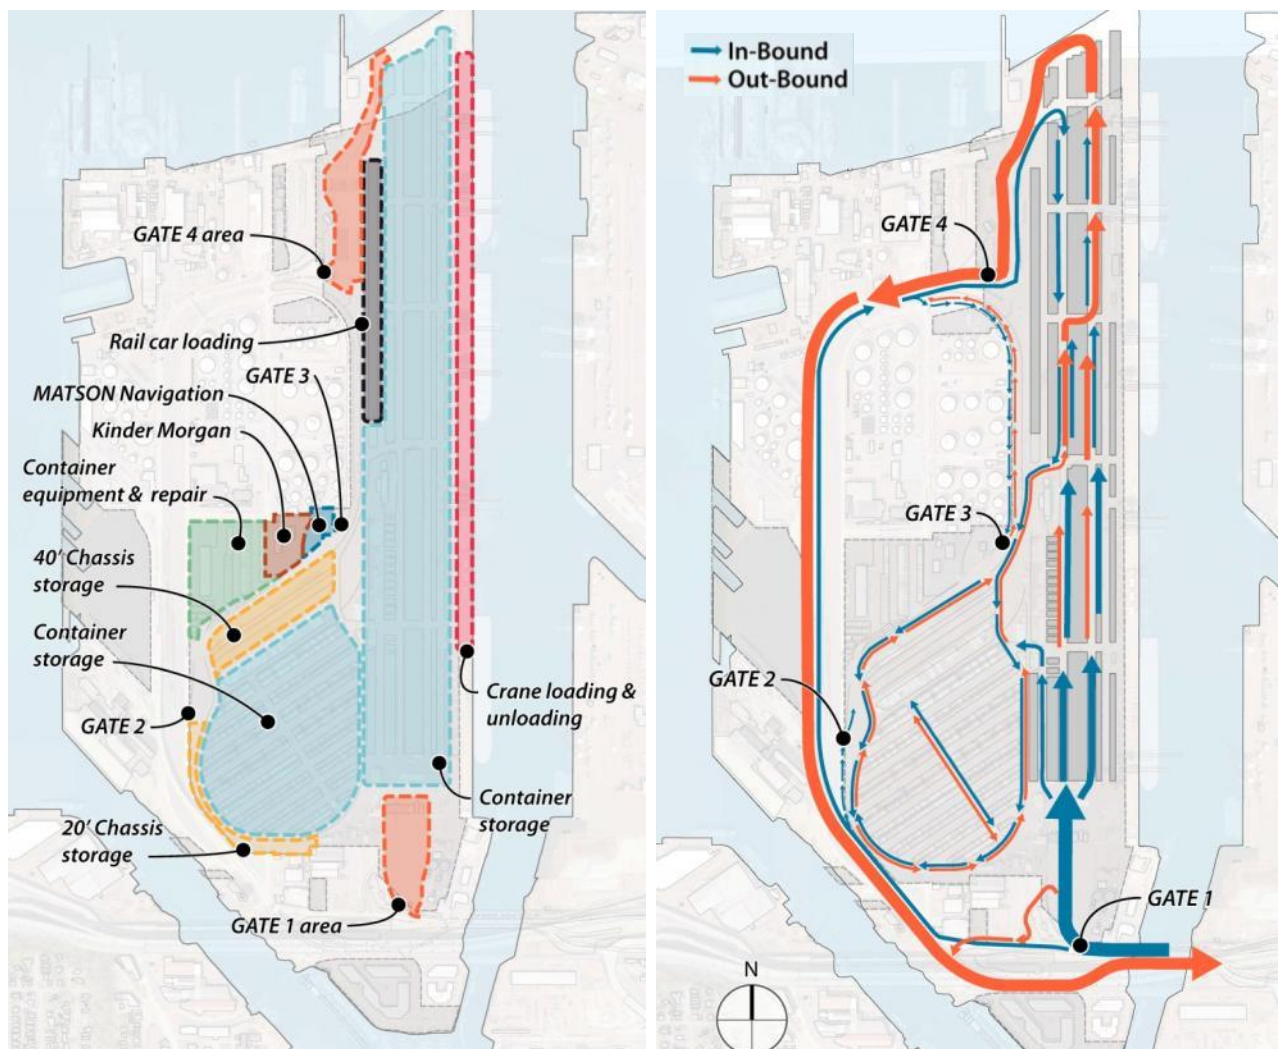 GATE 4 area
Rail car loading
GATE 3
MATSON Navigation
Kinder Morgan
Container
equipment & repair
40' Chassis
storage
Container
storage
GATE 2
Crane loading &
unloading
Container
storage
20' Chassis
storage
GATE 1 area
In-Bound
Out-Bound
GATE 4
GATE 3
GATE 2
GATE 1
N